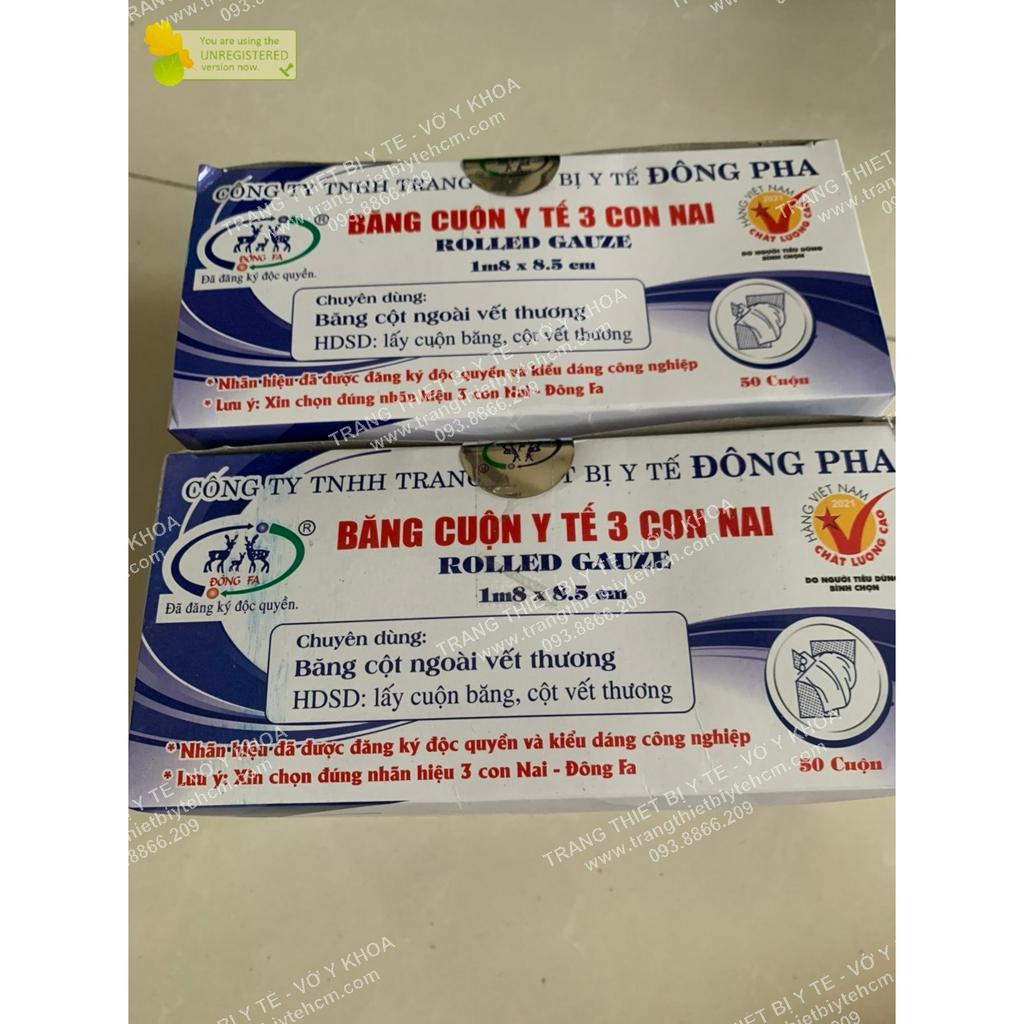 You are using the
UNREGISTERED
version now.
CÔNG TY TNHH TRANG BỊ Y TẾ ĐÔNG PHA
BĂNG CUỘN Y TẾ 3 CON NAI
ROLLED GAUZE
1m8 x 8.5 cm
®
ĐÔNG FA
Đã đăng ký độc quyền.
HÀNG VIỆT NAM
2021
CHẤT LƯỢNG CAO
DO NGƯỜI TIÊU DÙNG
BÌNH CHỌN
Chuyên dùng:
Băng cột ngoài vết thương
HDSD: lấy cuộn băng, cột vết thương
* Nhãn hiệu đã được đăng ký độc quyền và kiểu dáng công nghiệp
* Lưu ý: Xin chọn đúng nhãn hiệu 3 con Nai - Đông Fa
50 Cuộn
CÔNG TY TNHH TRANG BỊ Y TẾ ĐÔNG PHA
BĂNG CUỘN Y TẾ 3 CON NAI
ROLLED GAUZE
1m8 x 8.5 cm
®
ĐÔNG FA
Đã đăng ký độc quyền.
HÀNG VIỆT NAM
2021
CHẤT LƯỢNG CAO
DO NGƯỜI TIÊU DÙNG
BÌNH CHỌN
Chuyên dùng:
Băng cột ngoài vết thương
HDSD: lấy cuộn băng, cột vết thương
* Nhãn hiệu đã được đăng ký độc quyền và kiểu dáng công nghiệp
* Lưu ý: Xin chọn đúng nhãn hiệu 3 con Nai - Đông Fa
50 Cuộn
TRANG THIẾT BỊ Y TẾ - VỚ Y KHOA
www.trangthietbiytehcm.com
093.8866.209